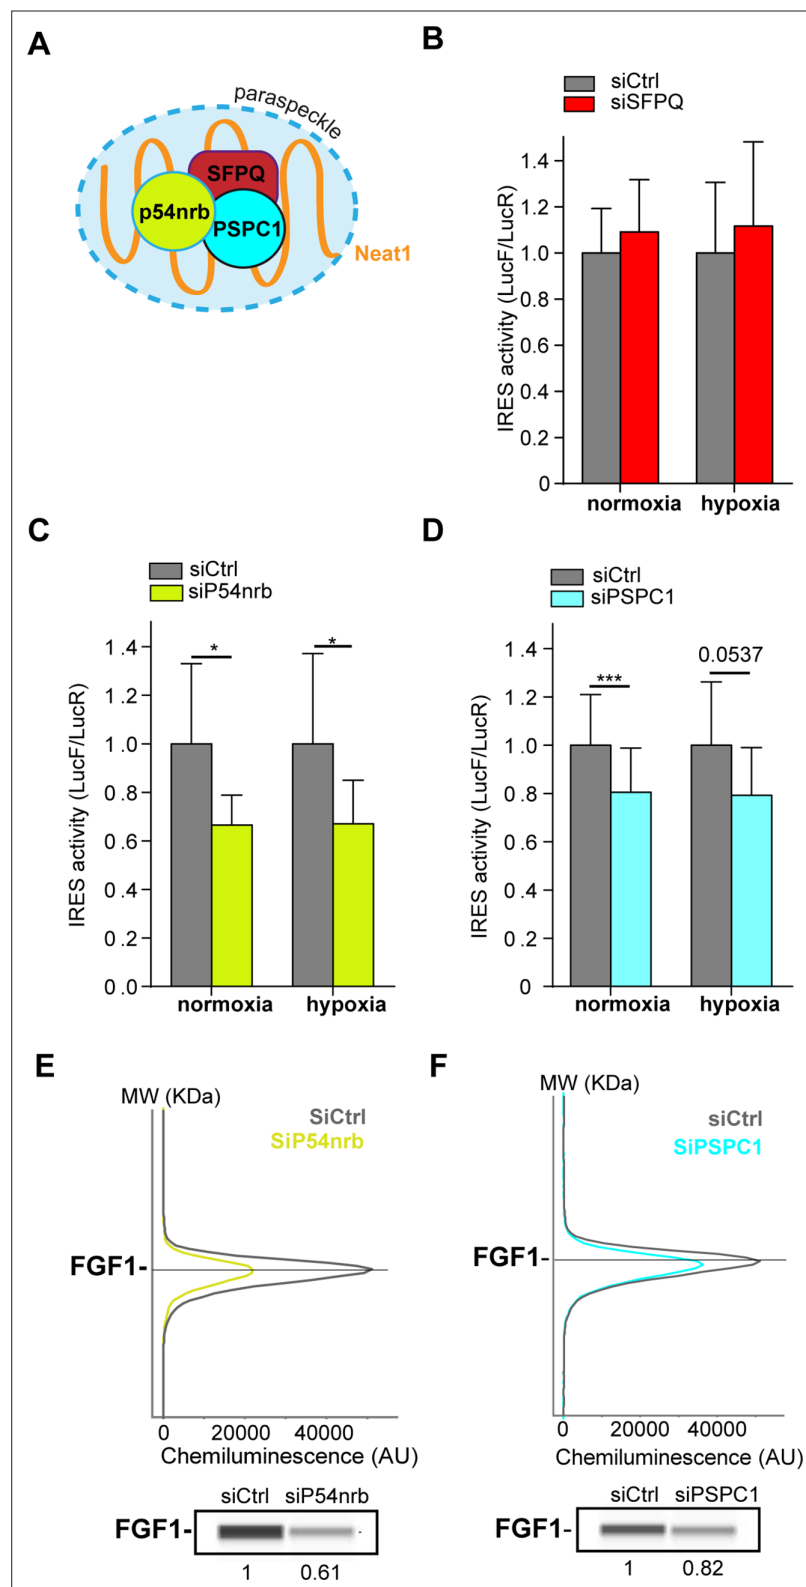 A
paraspeckle
SFPQ
p54nrb
PSPC1
Neat1
B
siCtrl
siSFPQ
IRES activity (LucF/LucR)
1.4
1.2
1.0
0.8
0.6
0.4
0.2
0
normoxia hypoxia
C
siCtrl
siP54nrb
IRES activity (LucF/LucR)
1.4
1.2
1.0
0.8
0.6
0.4
0.2
0.0
* *
normoxia hypoxia
D
siCtrl
siPSPC1
IRES activity (LucF/LucR)
1.4
1.2
1.0
0.8
0.6
0.4
0.2
0
*** 0.0537
normoxia hypoxia
E
MW (KDa)
SiCtrl
SiP54nrb
FGF1-
0 20000 40000
Chemiluminescence (AU)
siCtrl siP54nrb
FGF1-
1 0.61
F
MW (KDa)
siCtrl
SiPSPC1
FGF1-
0 20000 40000
Chemiluminescence (AU)
siCtrl siPSPC1
FGF1-
1 0.82